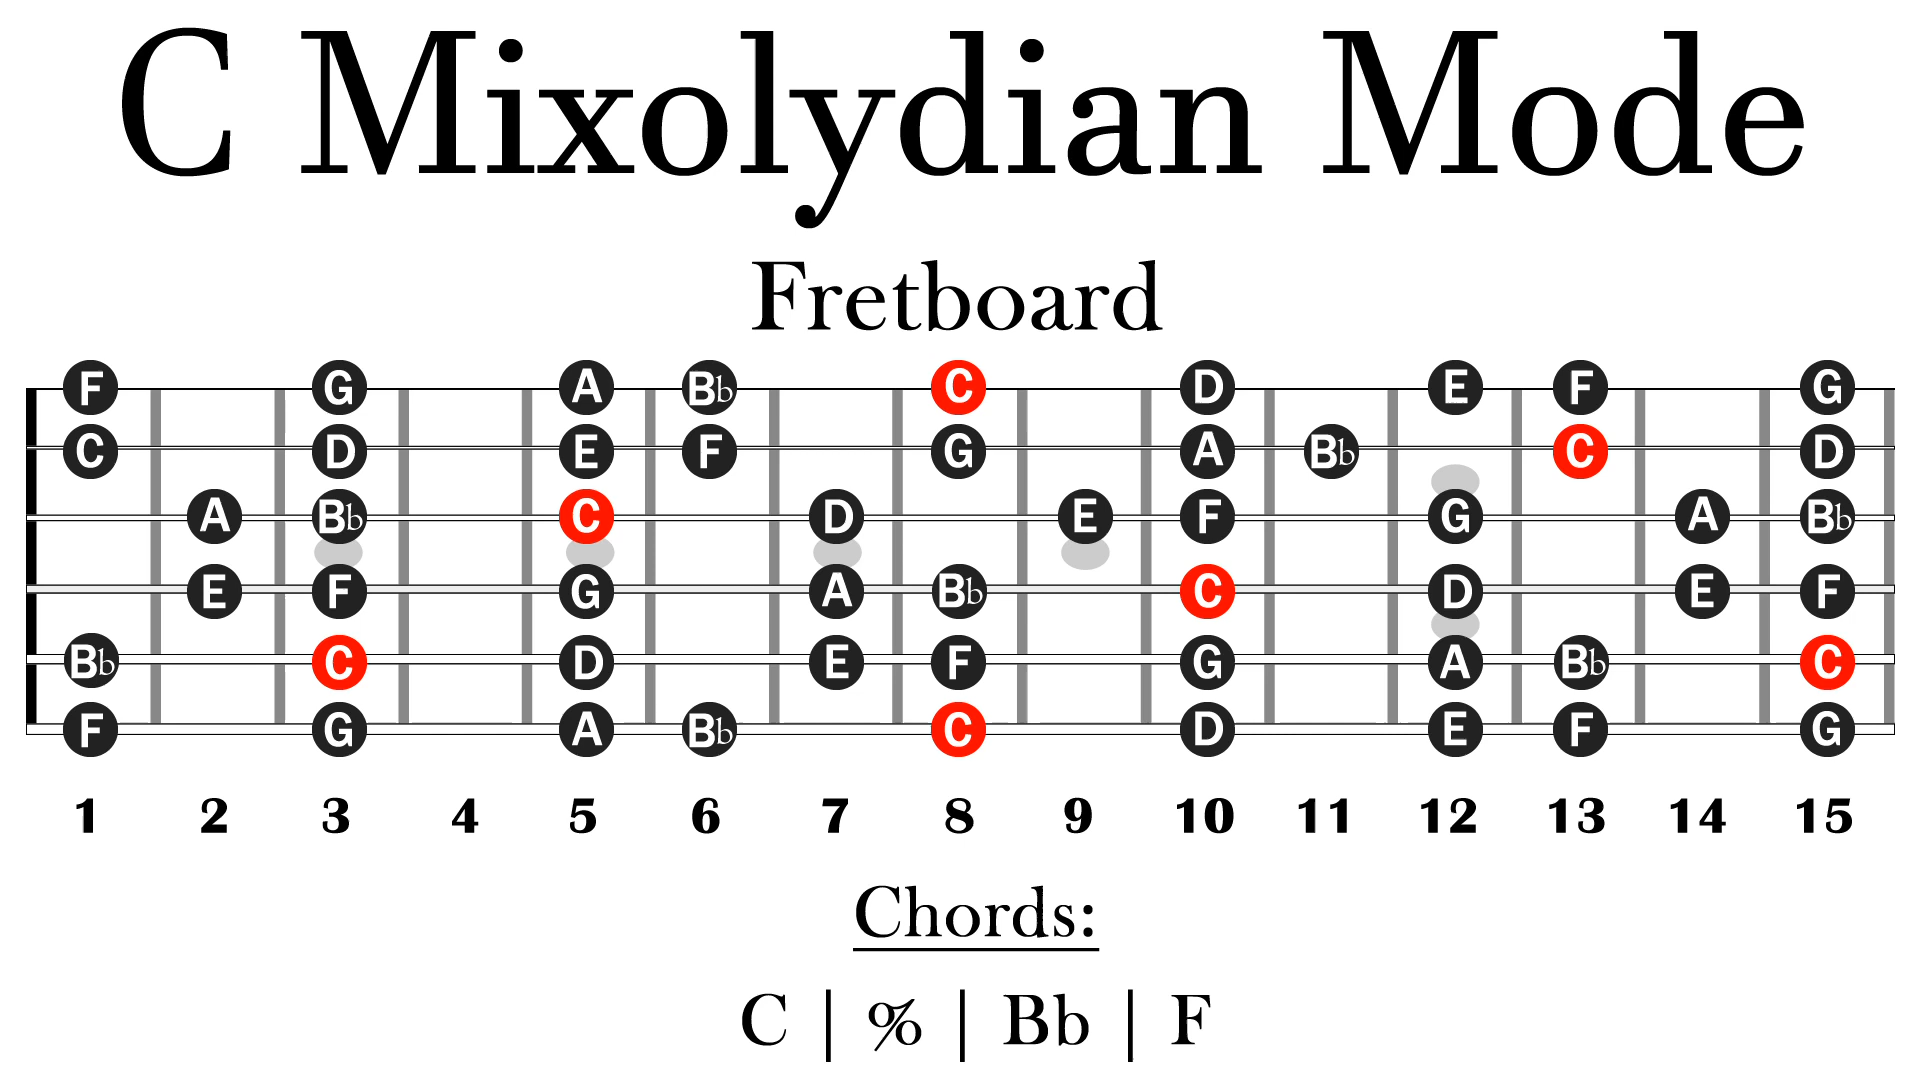 C Mixolydian Mode
Fretboard
F G A Bb C D E F G
C D E F G A Bb C D
A Bb C D E F G A Bb
E F G A Bb C D E F
Bb C D E F G A Bb C
F G A Bb C D E F G
1 2 3 4 5 6 7 8 9 10 11 12 13 14 15
Chords:
C | % | Bb | F